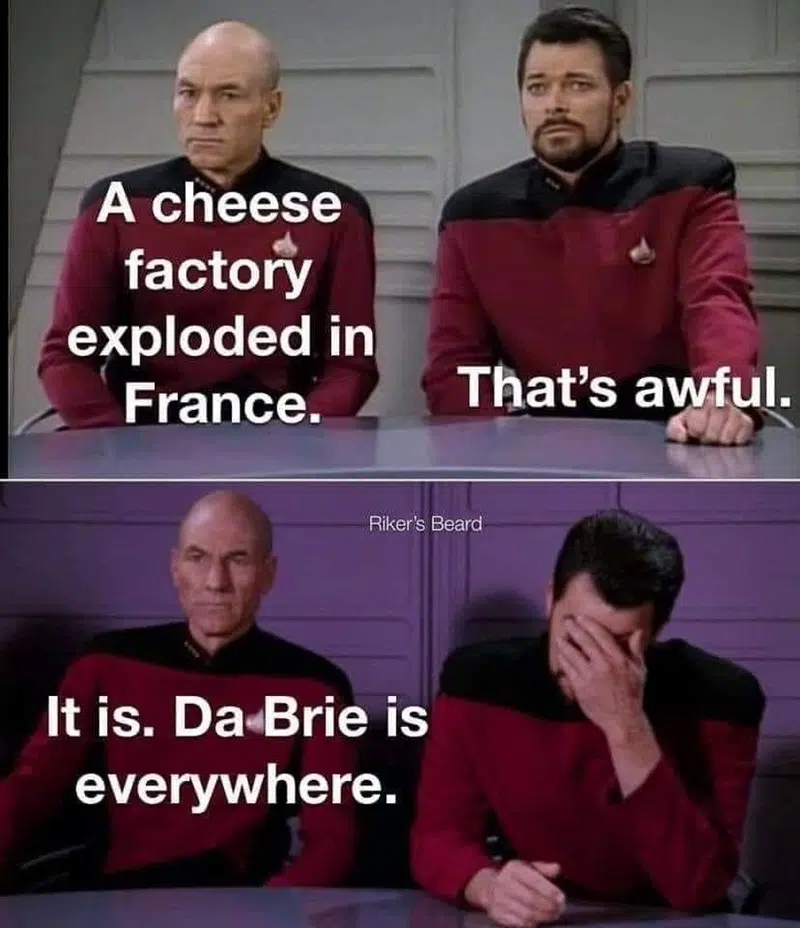 A cheese
factory
exploded in
France.
That's awful.
Riker's Beard
It is. Da Brie is
everywhere.